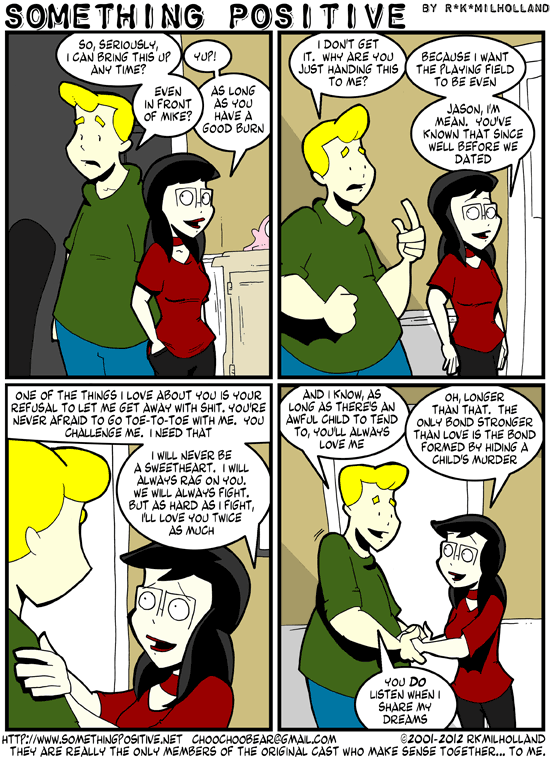 SOMETHING POSITIVE BY R*K*MILHOLLAND
SO, SERIOUSLY,
I CAN BRING THIS UP
ANY TIME?
YUP!
EVEN
IN FRONT
OF MIKE?
AS LONG
AS YOU
HAVE A
GOOD BURN
I DON'T GET
IT. WHY ARE YOU
JUST HANDING THIS
TO ME?
BECAUSE I WANT
THE PLAYING FIELD
TO BE EVEN
JASON, I'M
MEAN. YOU'VE
KNOWN THAT SINCE
WELL BEFORE WE
DATED
ONE OF THE THINGS I LOVE ABOUT YOU IS YOUR
REFUSAL TO LET ME GET AWAY WITH SHIT. YOU'RE
NEVER AFRAID TO GO TOE-TO-TOE WITH ME. YOU
CHALLENGE ME. I NEED THAT
I WILL NEVER BE
A SWEETHEART. I WILL
ALWAYS RAG ON YOU.
WE WILL ALWAYS FIGHT.
BUT AS HARD AS I FIGHT,
I'LL LOVE YOU TWICE
AS MUCH
AND I KNOW, AS
LONG AS THERE'S AN
AWFUL CHILD TO TEND
TO, YOU'LL ALWAYS
LOVE ME
OH, LONGER
THAN THAT. THE
ONLY BOND STRONGER
THAN LOVE IS THE BOND
FORMED BY HIDING A
CHILD'S MURDER
YOU DO
LISTEN WHEN I
SHARE MY
DREAMS
HTTP://WWW.SOMETHINGPOSITIVE.NET CHOOCHOOBEAR@GMAIL.COM ©2001-2012 RKMILHOLLAND
THEY ARE REALLY THE ONLY MEMBERS OF THE ORIGINAL CAST WHO MAKE SENSE TOGETHER... TO ME.